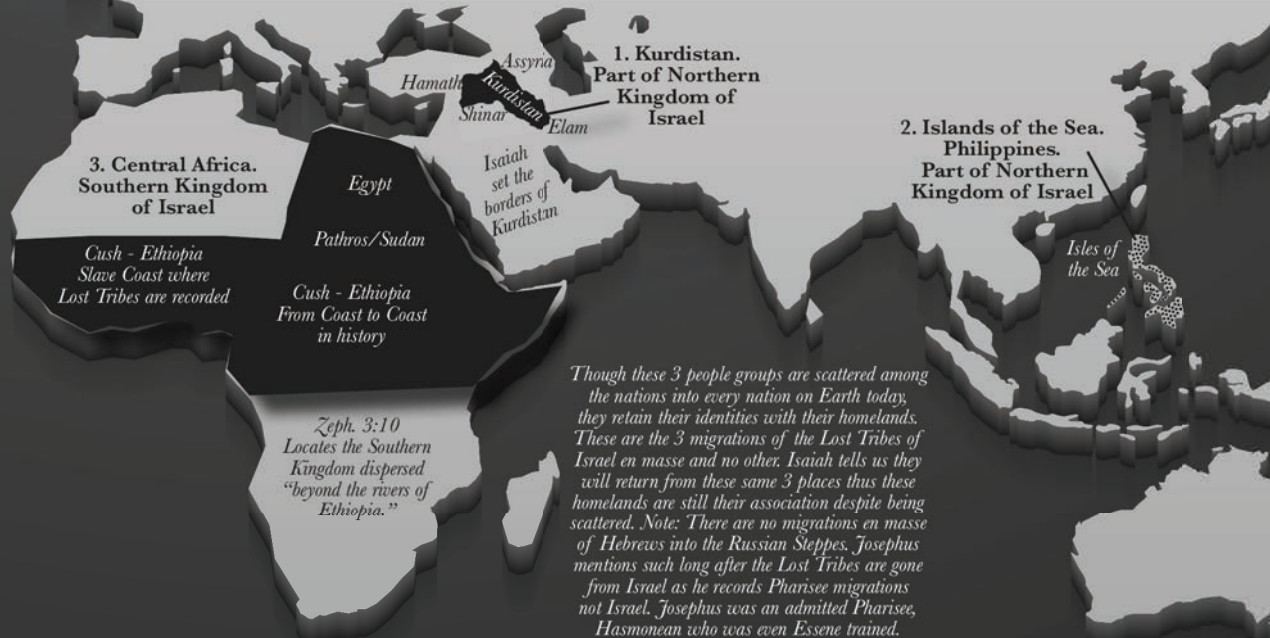 1. Kurdistan.
Part of Northern
Kingdom of
Israel
Assyria
Hamath
Kurdistan
Shinar
Elam
Isaiah
set the
borders of
Kurdistan
2. Islands of the Sea.
Philippines.
Part of Northern
Kingdom of Israel
Isles of
the Sea
3. Central Africa.
Southern Kingdom
of Israel
Egypt
Pathros/Sudan
Cush - Ethiopia
Slave Coast where
Lost Tribes are recorded
Cush - Ethiopia
From Coast to Coast
in history
Zeph. 3:10
Locates the Southern
Kingdom dispersed
"beyond the rivers of
Ethiopia."
Though these 3 people groups are scattered among
the nations into every nation on Earth today,
they retain their identities with their homelands.
These are the 3 migrations of the Lost Tribes of
Israel en masse and no other. Isaiah tells us they
will return from these same 3 places thus these
homelands are still their association despite being
scattered. Note: There are no migrations en masse
of Hebrews into the Russian Steppes. Josephus
mentions such long after the Lost Tribes are gone
from Israel as he records Pharisee migrations
not Israel. Josephus was an admitted Pharisee,
Hasmonean who was even Essene trained.